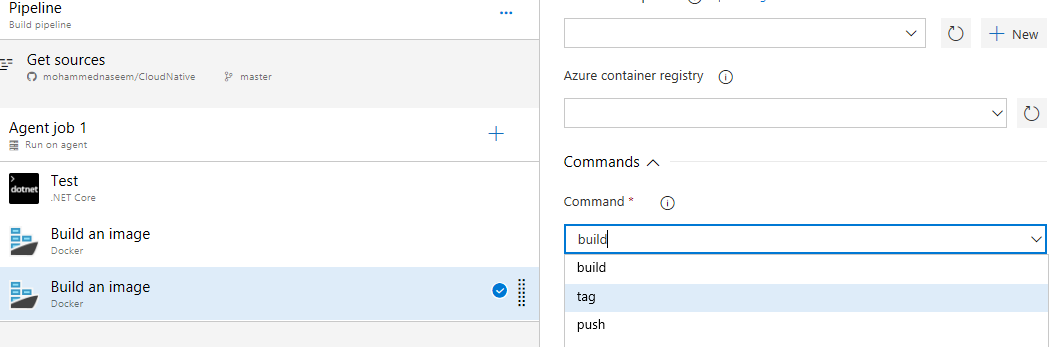 Pipeline
Build pipeline
Get sources
mohammednaseem/CloudNative master
Agent job 1
Run on agent
dotnet
Test
.NET Core
Build an image
Docker
Build an image
Docker
New
Azure container registry
Commands
Command *
build
build
tag
push